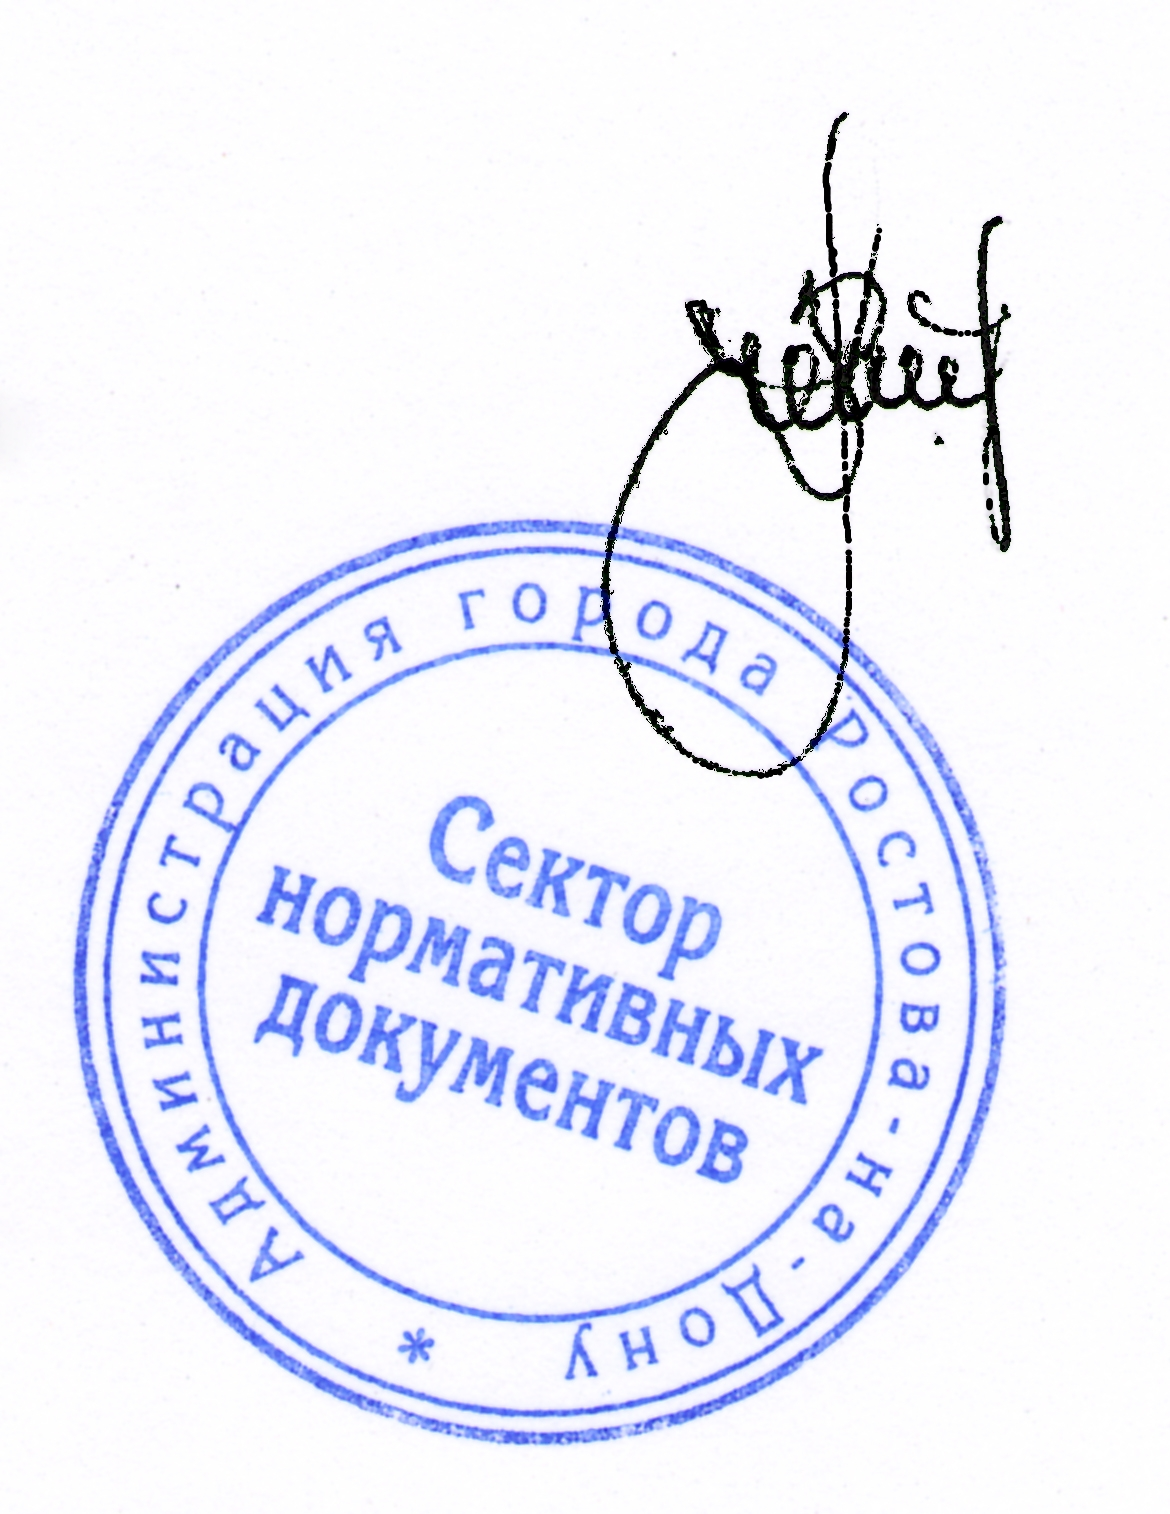 * Администрация города Ростова-на-Дону
Сектор
нормативных
документов